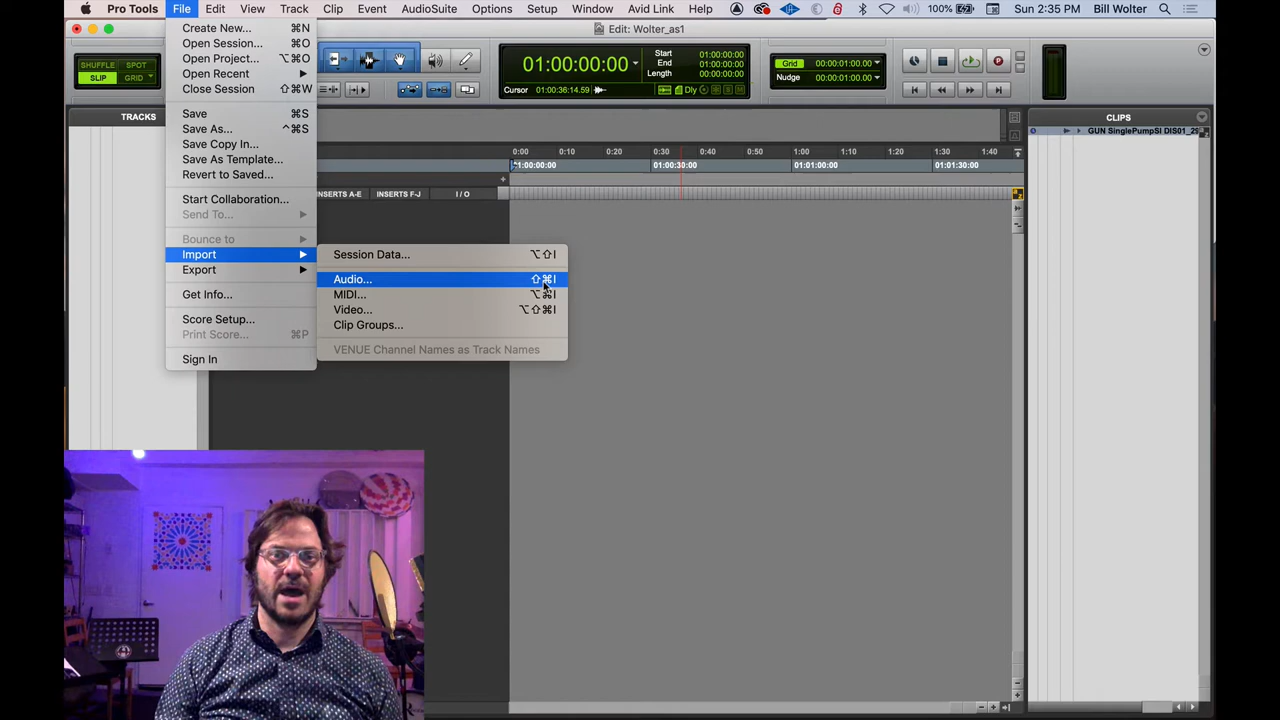 Pro Tools File Edit View Track Clip Event AudioSuite Options Setup Window Avid Link Help 100% Sun 2:35 PM Bill Wolter
Edit: Wolter_as1
Create New... ⌘N
Open Session... ⌘O
Open Project... ⌥⌘O
Open Recent
Close Session ⇧⌘W
Save ⌘S
Save As... ^⌘S
Save Copy In...
Save As Template...
Revert to Saved...
Start Collaboration...
Send To...
Bounce to
Import
Export
Get Info...
Score Setup...
Print Score... ⌘P
Sign In
Session Data... ⌥⇧I
Audio... ⇧⌘I
MIDI... ⌥⌘I
Video... ⌥⇧⌘I
Clip Groups...
VENUE Channel Names as Track Names
SHUFFLE SPOT
SLIP GRID
01:00:00:00
Start 01:00:00:00
End 01:00:00:00
Length 00:00:00:00
Cursor 01:00:36:14.59
Dly
Grid 00:00:01:00
Nudge 00:00:01:00
TRACKS
CLIPS
GUN SinglePumpSl DIS01_29
0:00 0:10 0:20 0:30 0:40 0:50 1:00 1:10 1:20 1:30 1:40
01:00:00:00 01:00:30:00 01:01:00:00 01:01:30:00
INSERTS A-E INSERTS F-J I / O